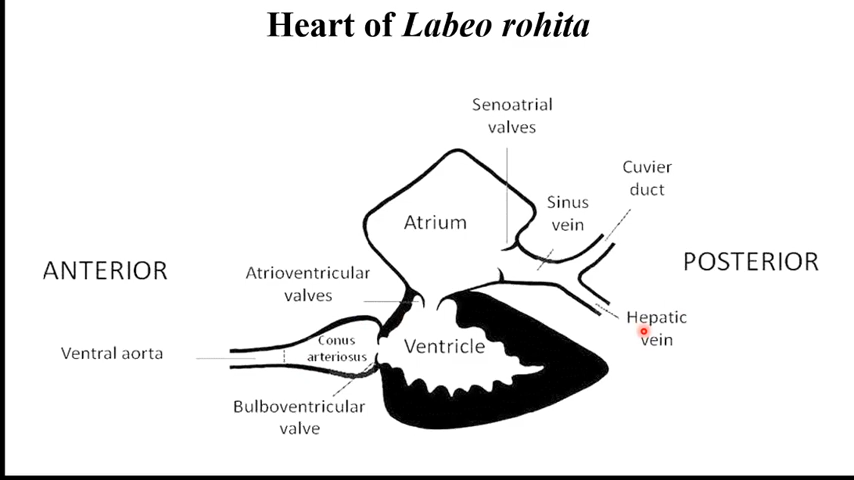 Heart of Labeo rohita
Senoatrial
valves
Cuvier
duct
Sinus
vein
Atrium
ANTERIOR
POSTERIOR
Atrioventricular
valves
Hepatic
vein
Ventral aorta
Conus
arteriosus
Ventricle
Bulboventricular
valve